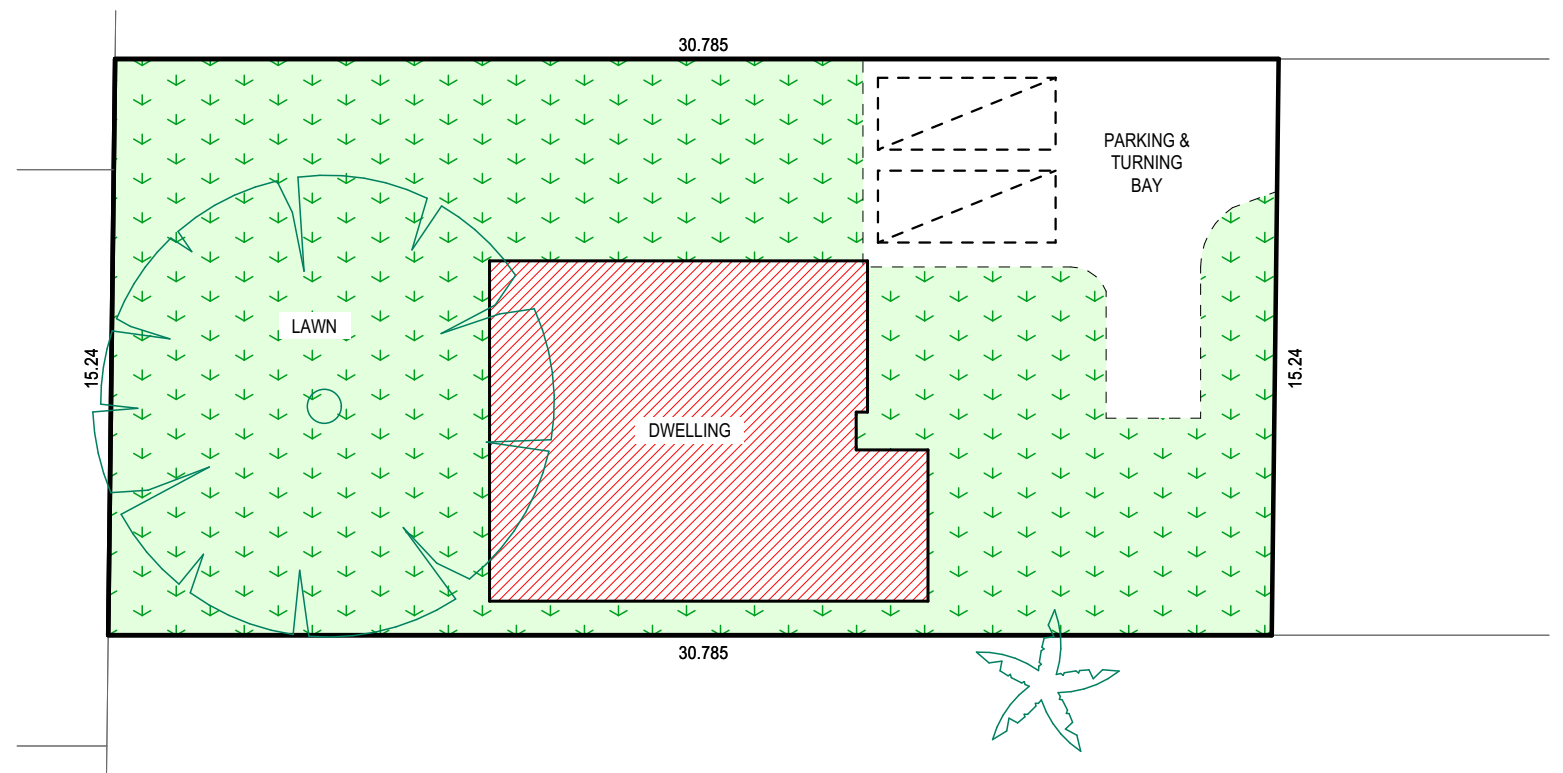 30.785
PARKING &
TURNING
BAY
LAWN
15.24
15.24
DWELLING
30.785